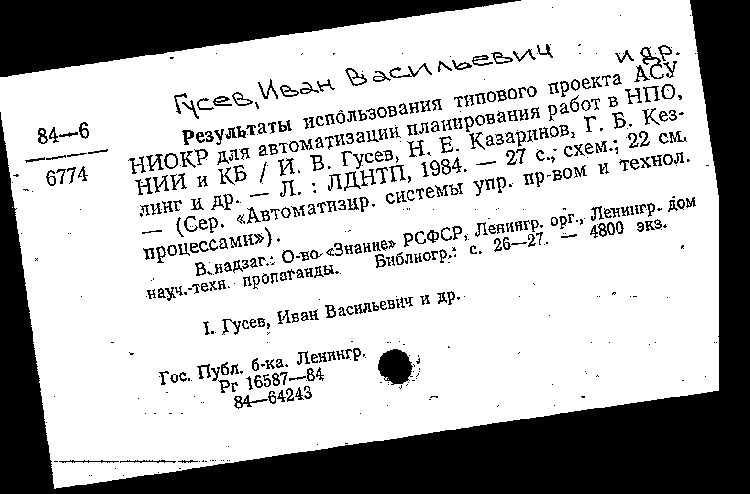 Гусев, Иван Васильевич и др.
84—6
6774
Результаты использования типового проекта АСУ
НИОКР для автоматизации планирования работ в НПО,
НИИ и КБ / И. В. Гусев, Н. Е. Казаринов, Г. Б. Кез-
линг и др. — Л. : ЛДНТП, 1984. — 27 с., схем.; 22 см.
— (Сер. «Автоматизир. системы упр. пр-вом и технол.
процессами»).
В надзаг.: О-во «Знание» РСФСР, Ленингр. орг., Ленингр. дом
науч.-техн. пропаганды. Библиогр.: с. 26—27. — 4800 экз.
I. Гусев, Иван Васильевич и др.
Гос. Публ. б-ка. Ленингр.
Рг 16587—84
84—64243